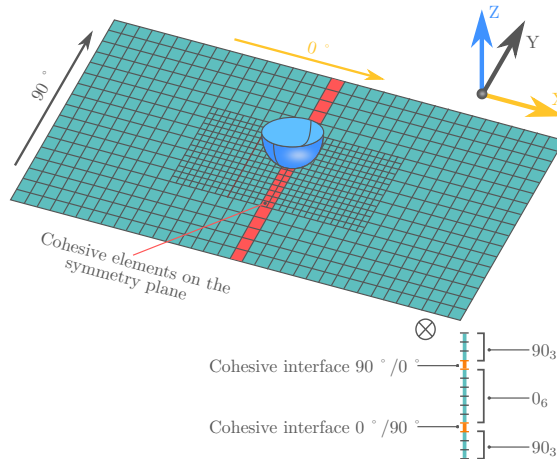 Z
Y
X
0 °
90 °
Cohesive elements on the
symmetry plane
90₃
Cohesive interface 90 °/0 °
0₆
Cohesive interface 0 °/90 °
90₃